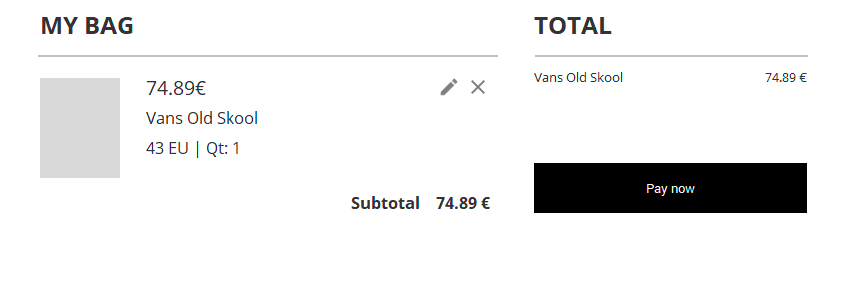 MY BAG
74.89€
Vans Old Skool
43 EU | Qt: 1
Subtotal 74.89 €
TOTAL
Vans Old Skool 74.89 €
Pay now